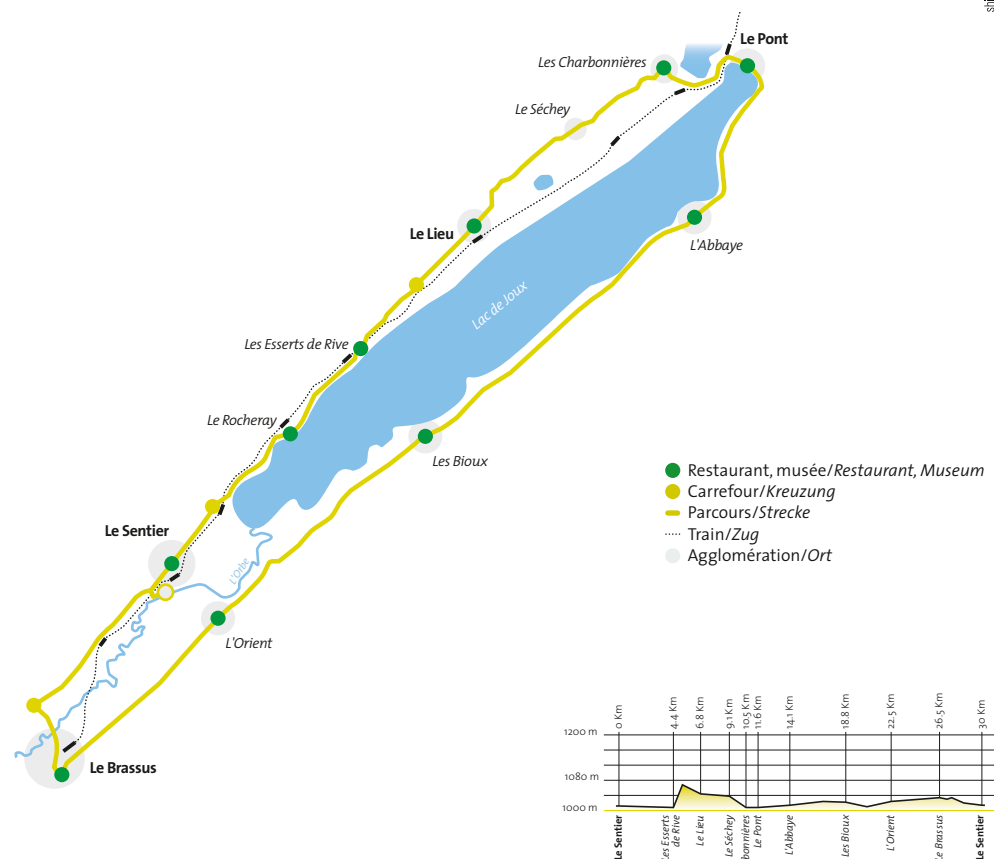 shi
Le Pont
Les Charbonnières
Le Séchey
Le Lieu
L'Abbaye
Lac de Joux
Les Esserts de Rive
Le Rocheray
Les Bioux
Restaurant, musée/Restaurant, Museum
Carrefour/Kreuzung
Parcours/Strecke
Train/Zug
Agglomération/Ort
Le Sentier
L'Orbe
L'Orient
Le Brassus
0 Km
4.4 Km
6.8 Km
9.1 Km
10.5 Km
11.6 Km
14.1 Km
18.8 Km
22.5 Km
26.5 Km
30 Km
1200 m
1080 m
1000 m
Le Sentier
Les Esserts
de Rive
Le Lieu
Le Séchey
bonnières
Le Pont
L'Abbaye
Les Bioux
L'Orient
Le Brassus
Le Sentier